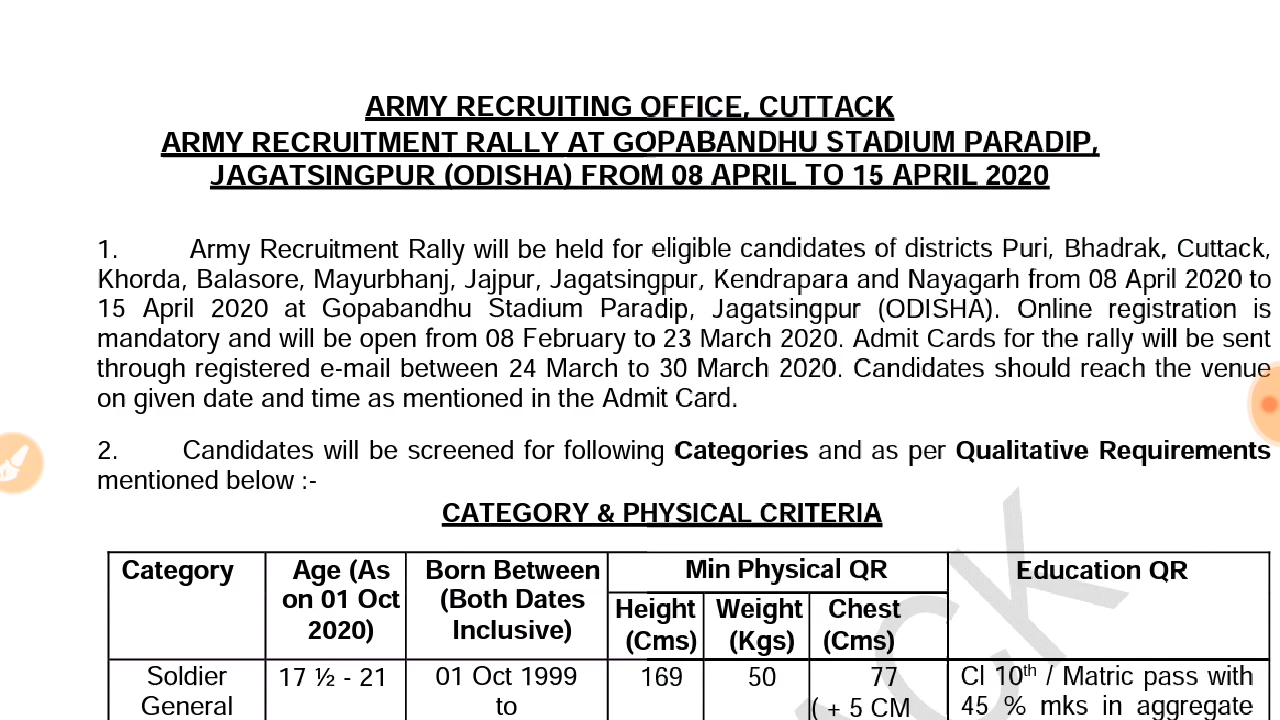 ARMY RECRUITING OFFICE, CUTTACK
ARMY RECRUITMENT RALLY AT GOPABANDHU STADIUM PARADIP,
JAGATSINGPUR (ODISHA) FROM 08 APRIL TO 15 APRIL 2020
1. Army Recruitment Rally will be held for eligible candidates of districts Puri, Bhadrak, Cuttack,
Khorda, Balasore, Mayurbhanj, Jajpur, Jagatsingpur, Kendrapara and Nayagarh from 08 April 2020 to
15 April 2020 at Gopabandhu Stadium Paradip, Jagatsingpur (ODISHA). Online registration is
mandatory and will be open from 08 February to 23 March 2020. Admit Cards for the rally will be sent
through registered e-mail between 24 March to 30 March 2020. Candidates should reach the venue
on given date and time as mentioned in the Admit Card.
2. Candidates will be screened for following Categories and as per Qualitative Requirements
mentioned below :-
CATEGORY & PHYSICAL CRITERIA
Category Age (As Born Between Min Physical QR Education QR
on 01 Oct (Both Dates Height Weight Chest
2020) Inclusive) (Cms) (Kgs) (Cms)
Soldier 17 ½ - 21 01 Oct 1999 169 50 77 Cl 10th / Matric pass with
General to ( + 5 CM 45 % mks in aggregate